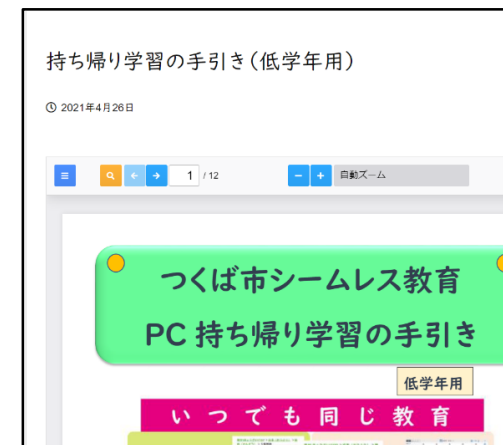 持ち帰り学習の手引き（低学年用）
2021年4月26日
1 / 12
自動ズーム
つくば市シームレス教育
PC 持ち帰り学習の手引き
低学年用
いつでも同じ教育